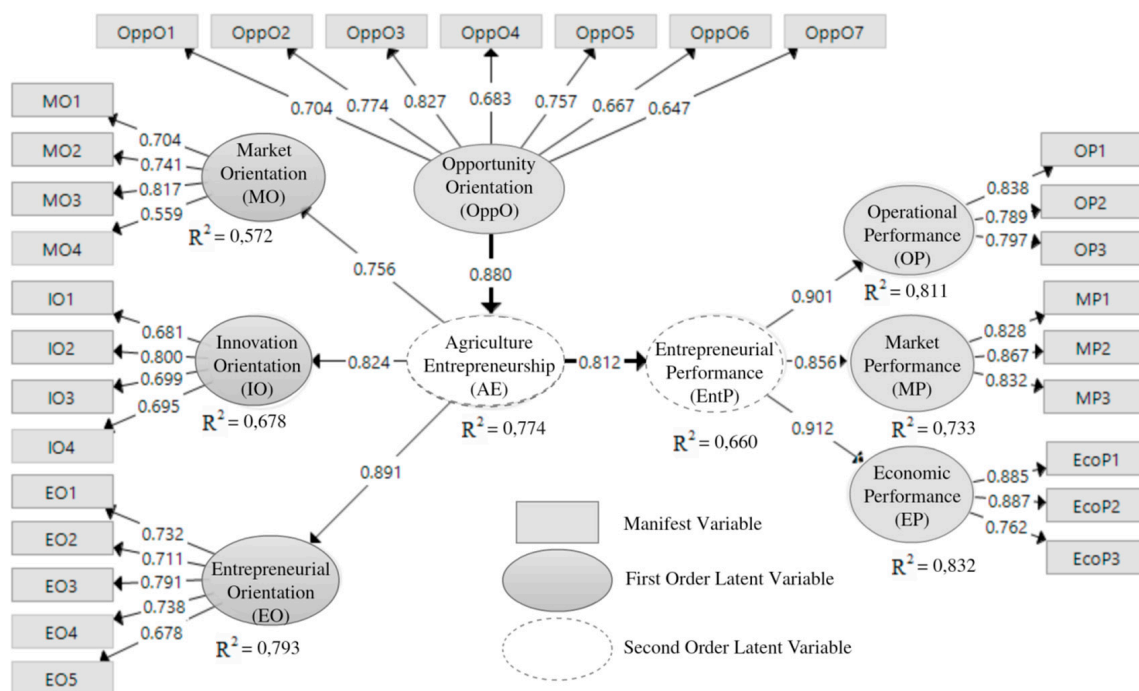 OppO1
OppO2
OppO3
OppO4
OppO5
OppO6
OppO7
0.704
0.774
0.827
0.683
0.757
0.667
0.647
Opportunity
Orientation
(OppO)
MO1
MO2
MO3
MO4
0.704
0.741
0.817
0.559
Market
Orientation
(MO)
R² = 0,572
0.756
0.880
IO1
IO2
IO3
IO4
0.681
0.800
0.699
0.695
Innovation
Orientation
(IO)
R² = 0,678
0.824
Agriculture
Entrepreneurship
(AE)
R² = 0,774
0.812
Entrepreneurial
Performance
(EntP)
R² = 0,660
0.891
EO1
EO2
EO3
EO4
EO5
0.732
0.711
0.791
0.738
0.678
Entrepreneurial
Orientation
(EO)
R² = 0,793
0.901
Operational
Performance
(OP)
R² = 0,811
0.838
0.789
0.797
OP1
OP2
OP3
0.856
Market
Performance
(MP)
R² = 0,733
0.828
0.867
0.832
MP1
MP2
MP3
0.912
Economic
Performance
(EP)
R² = 0,832
0.885
0.887
0.762
EcoP1
EcoP2
EcoP3
Manifest Variable
First Order Latent Variable
Second Order Latent Variable